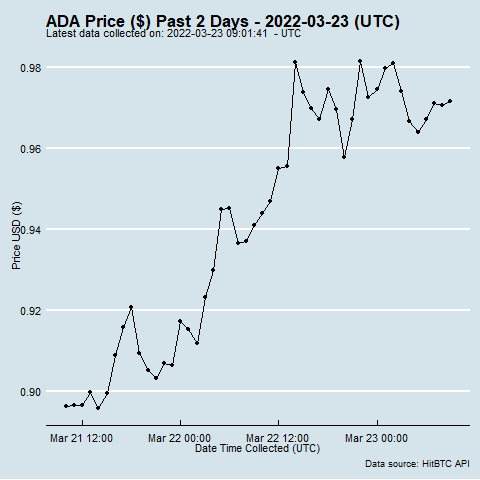 ADA Price ($) Past 2 Days - 2022-03-23 (UTC)
Latest data collected on: 2022-03-23 09:01:41  - UTC
0.98
0.96
0.94
0.92
0.90
Price USD ($)
Mar 21 12:00
Mar 22 00:00
Mar 22 12:00
Mar 23 00:00
Date Time Collected (UTC)
Data source: HitBTC API